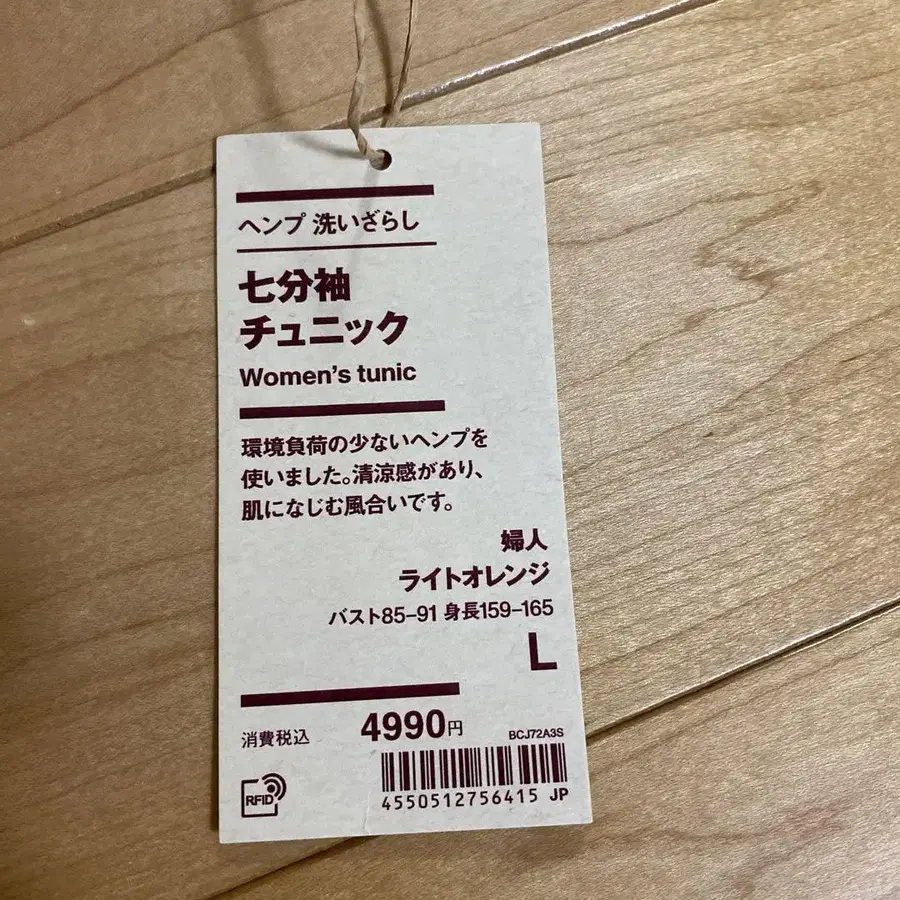 ヘンプ 洗いざらし
七分袖
チュニック
Women's tunic
環境負荷の少ないヘンプを
使いました。清涼感があり、
肌になじむ風合いです。
婦人
ライトオレンジ
バスト85–91 身長159–165
L
消費税込 4990円
BCJ72A3S
RFID
4550512756415 JP